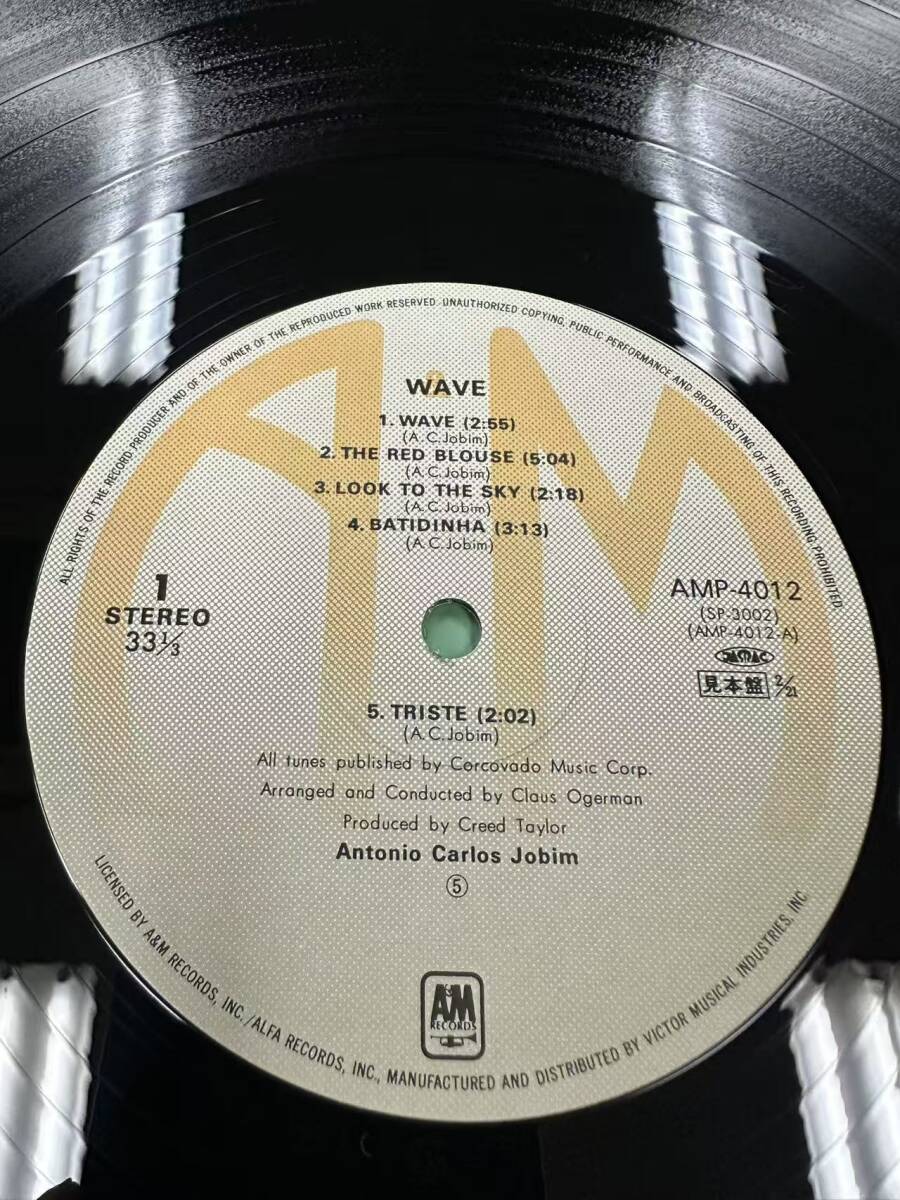 ALL RIGHTS OF THE RECORD PRODUCER AND OF THE OWNER OF THE REPRODUCED WORK RESERVED. UNAUTHORIZED COPYING, PUBLIC PERFORMANCE AND BROADCASTING OF THIS RECORDING PROHIBITED
WAVE
1. WAVE (2:55)
(A.C.Jobim)
2. THE RED BLOUSE (5:04)
(A.C.Jobim)
3. LOOK TO THE SKY (2:18)
(A.C.Jobim)
4. BATIDINHA (3:13)
(A.C.Jobim)
1
STEREO
33⅓
AMP-4012
(SP-3002)
(AMP-4012-A)
JASRAC
見本盤 2/21
5. TRISTE (2:02)
(A.C.Jobim)
All tunes published by Corcovado Music Corp.
Arranged and Conducted by Claus Ogerman
Produced by Creed Taylor
Antonio Carlos Jobim
⑤
A&M
RECORDS
LICENSED BY A&M RECORDS, INC./ALFA RECORDS, INC., MANUFACTURED AND DISTRIBUTED BY VICTOR MUSICAL INDUSTRIES, INC